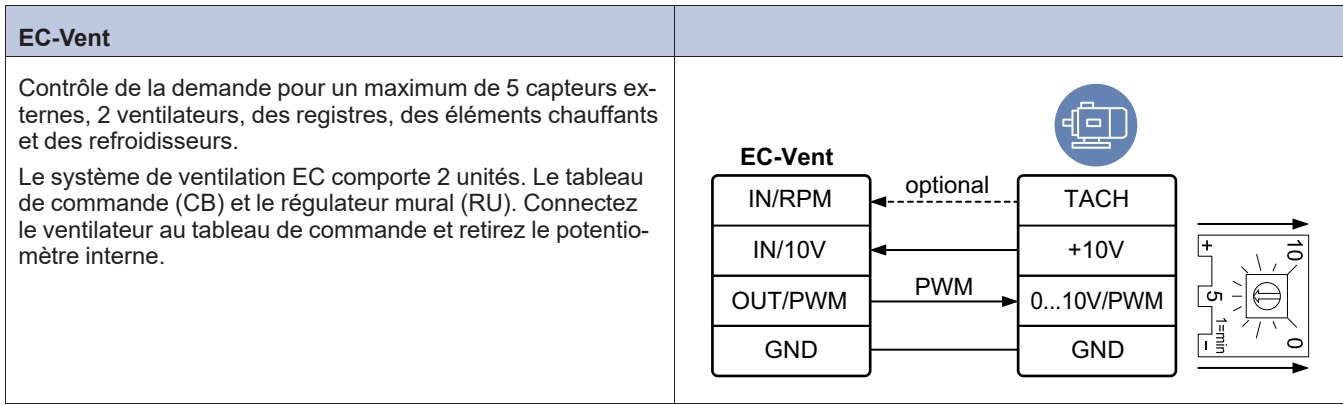 EC-Vent
Contrôle de la demande pour un maximum de 5 capteurs ex-
ternes, 2 ventilateurs, des registres, des éléments chauffants
et des refroidisseurs.
Le système de ventilation EC comporte 2 unités. Le tableau
de commande (CB) et le régulateur mural (RU). Connectez
le ventilateur au tableau de commande et retirez le potentio-
mètre interne.
EC-Vent
IN/RPM
optional
TACH
IN/10V
+10V
OUT/PWM
PWM
0...10V/PWM
GND
GND
+
10
5
1=min
-
0